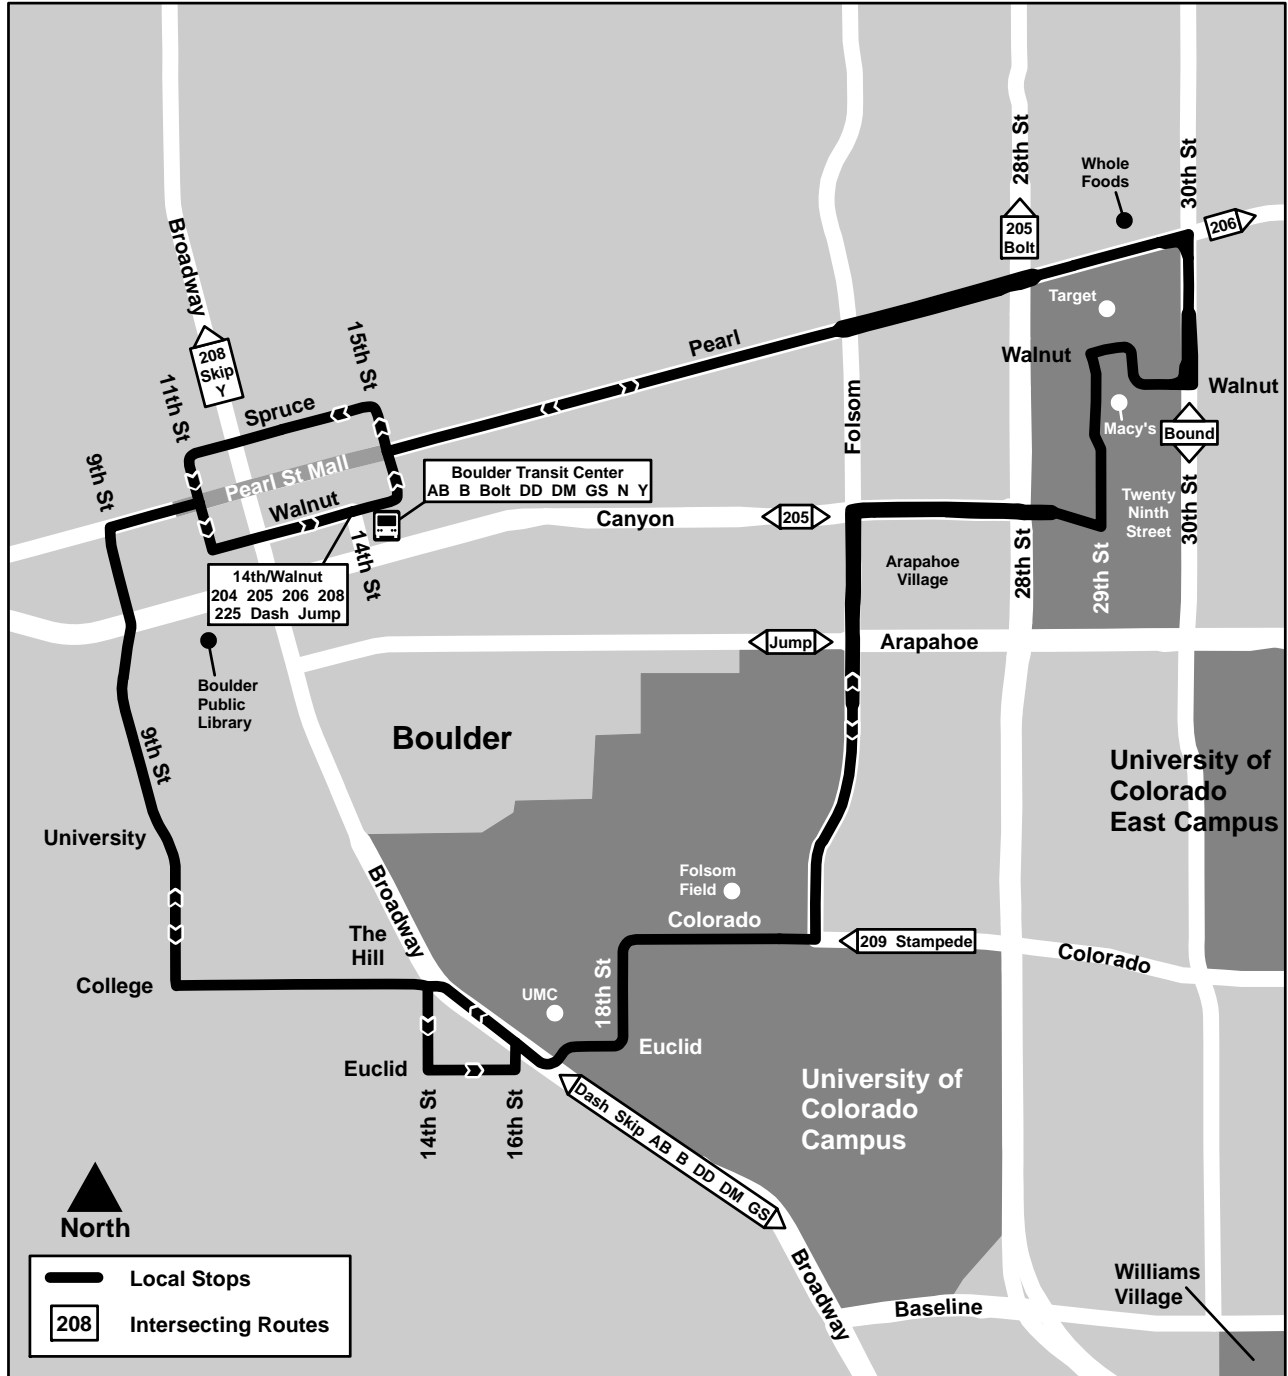 28th St
30th St
Whole
Foods
205
Bolt
206
Broadway
Target
15th St
208
Skip
Y
11th St
Pearl
Walnut
Walnut
Spruce
Folsom
Macy's
Bound
9th St
Pearl St Mall
Boulder Transit Center
AB B Bolt DD DM GS N Y
Walnut
Canyon
205
Twenty
Ninth
Street
30th St
14th St
28th St
29th St
Arapahoe
Village
14th/Walnut
204 205 206 208
225 Dash Jump
Jump
Arapahoe
Boulder
Public
Library
Boulder
9th St
University of
Colorado
East Campus
University
Broadway
Folsom
Field
Colorado
The
Hill
209 Stampede
Colorado
College
UMC
18th St
Euclid
Euclid
14th St
16th St
University of
Colorado
Campus
Dash Skip AB B DD DM GS
North
Broadway
Williams
Village
Baseline
Local Stops
208
Intersecting Routes